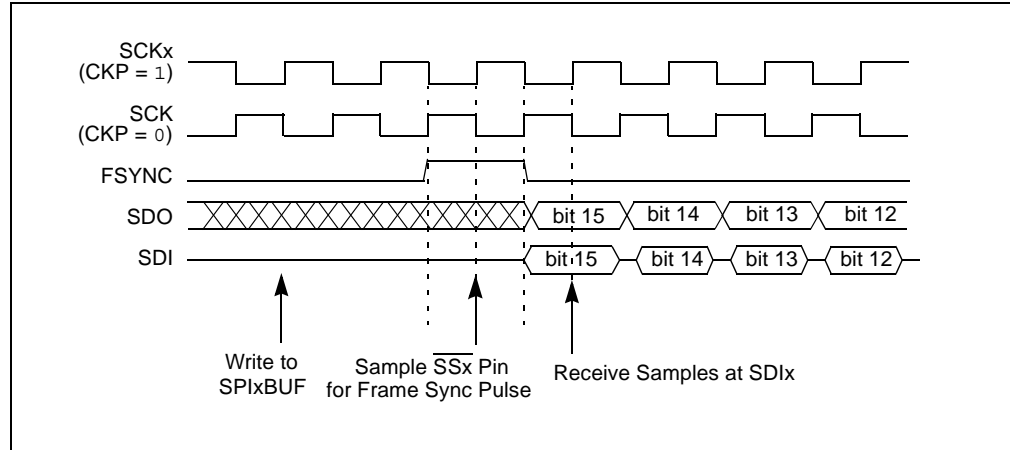 SCKx
(CKP = 1)
SCK
(CKP = 0)
FSYNC
SDO bit 15 bit 14 bit 13 bit 12
SDI bit 15 bit 14 bit 13 bit 12
Write to
SPIxBUF
Sample SSx Pin
for Frame Sync Pulse
Receive Samples at SDIx